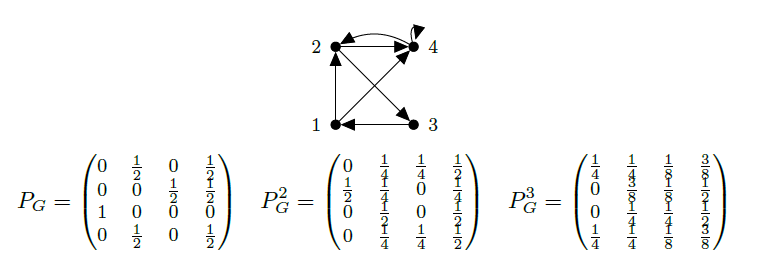 2 4
1 3
P_G = \begin{pmatrix} 0 & \frac{1}{2} & 0 & \frac{1}{2} \\ 0 & 0 & \frac{1}{2} & \frac{1}{2} \\ 1 & 0 & 0 & 0 \\ 0 & \frac{1}{2} & 0 & \frac{1}{2} \end{pmatrix} P_G^2 = \begin{pmatrix} 0 & \frac{1}{4} & \frac{1}{4} & \frac{1}{2} \\ \frac{1}{2} & \frac{1}{4} & 0 & \frac{1}{4} \\ 0 & \frac{1}{2} & 0 & \frac{1}{2} \\ 0 & \frac{1}{4} & \frac{1}{4} & \frac{1}{2} \end{pmatrix} P_G^3 = \begin{pmatrix} \frac{1}{4} & \frac{1}{4} & \frac{1}{8} & \frac{3}{8} \\ 0 & \frac{3}{8} & \frac{1}{8} & \frac{1}{2} \\ 0 & \frac{1}{4} & \frac{1}{4} & \frac{1}{2} \\ \frac{1}{4} & \frac{1}{4} & \frac{1}{8} & \frac{3}{8} \end{pmatrix}